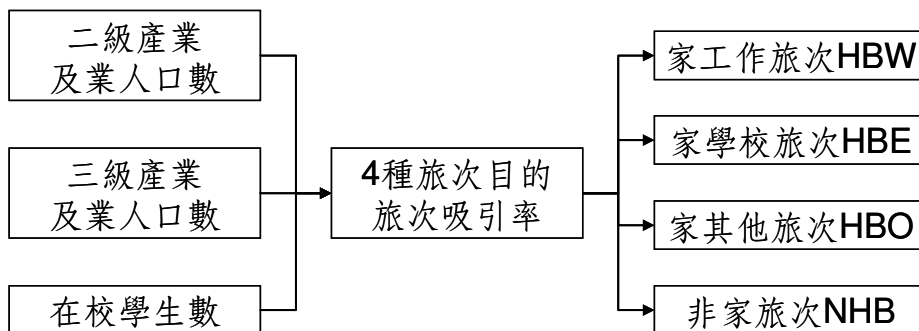 二級產業
及業人口數
三級產業
及業人口數
在校學生數
4種旅次目的
旅次吸引率
家工作旅次HBW
家學校旅次HBE
家其他旅次HBO
非家旅次NHB